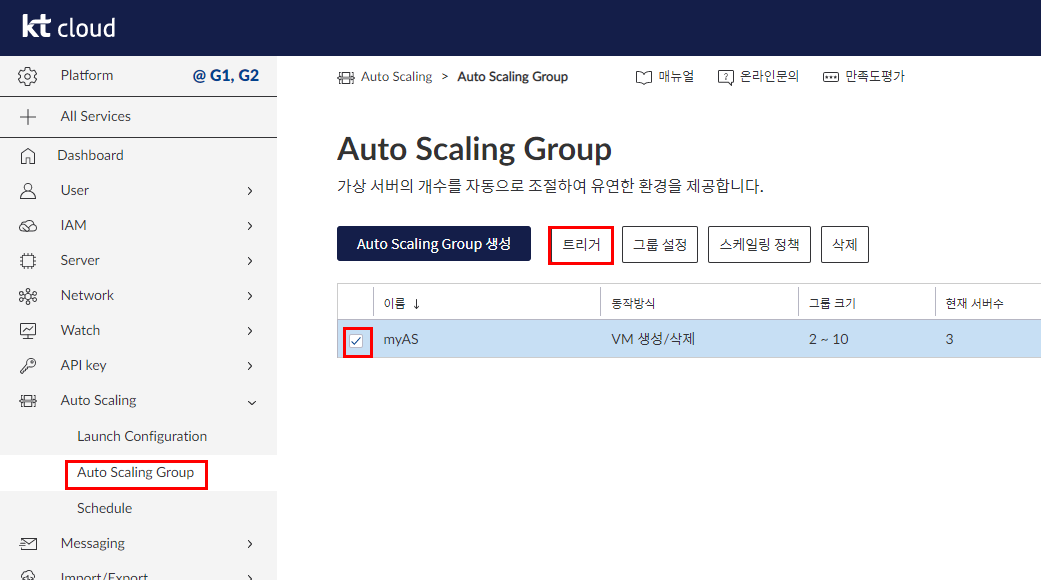 kt cloud
Platform @ G1, G2
All Services
Dashboard
User
IAM
Server
Network
Watch
API key
Auto Scaling
Launch Configuration
Auto Scaling Group
Schedule
Messaging
Import/Export
Auto Scaling > Auto Scaling Group 매뉴얼 온라인문의 만족도평가
Auto Scaling Group
가상 서버의 개수를 자동으로 조절하여 유연한 환경을 제공합니다.
Auto Scaling Group 생성 트리거 그룹 설정 스케일링 정책 삭제
이름 ↓ 동작방식 그룹 크기 현재 서버수
myAS VM 생성/삭제 2 ~ 10 3